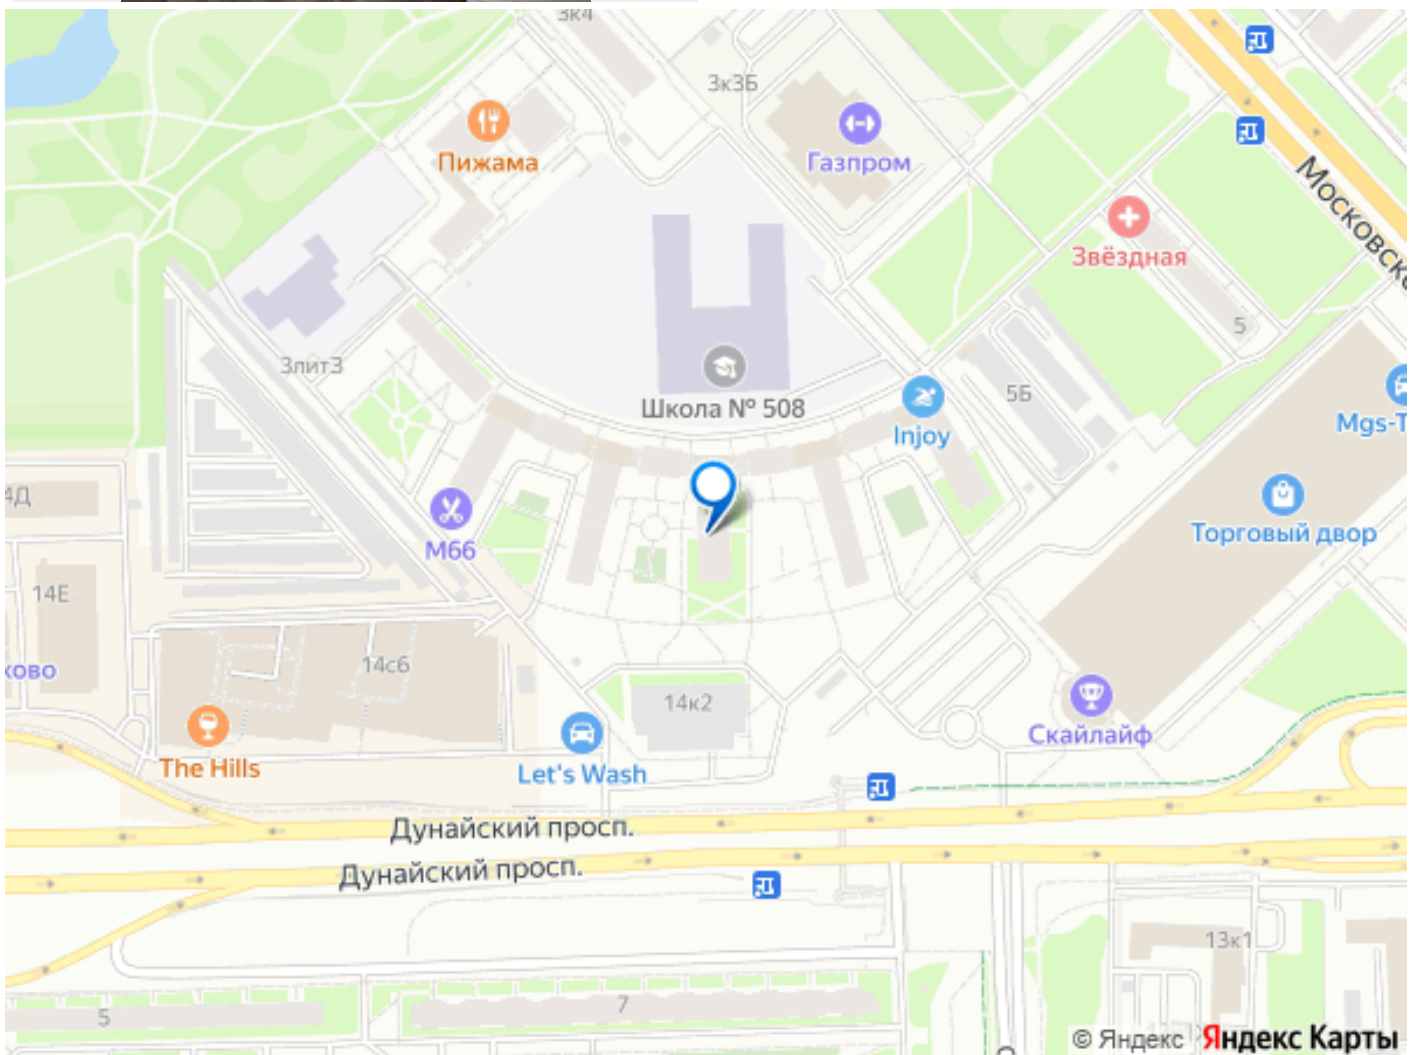 3к4
3к3Б
Пижама
Газпром
Московск
Звёздная
5
3лит3
Школа № 508
5Б
Injoy
Mgs-T
4Д
М66
Торговый двор
14Е
14с6
ково
14к2
Скайлайф
The Hills
Let's Wash
Дунайский просп.
Дунайский просп.
13к1
7
5
© Яндекс Яндекс Карты